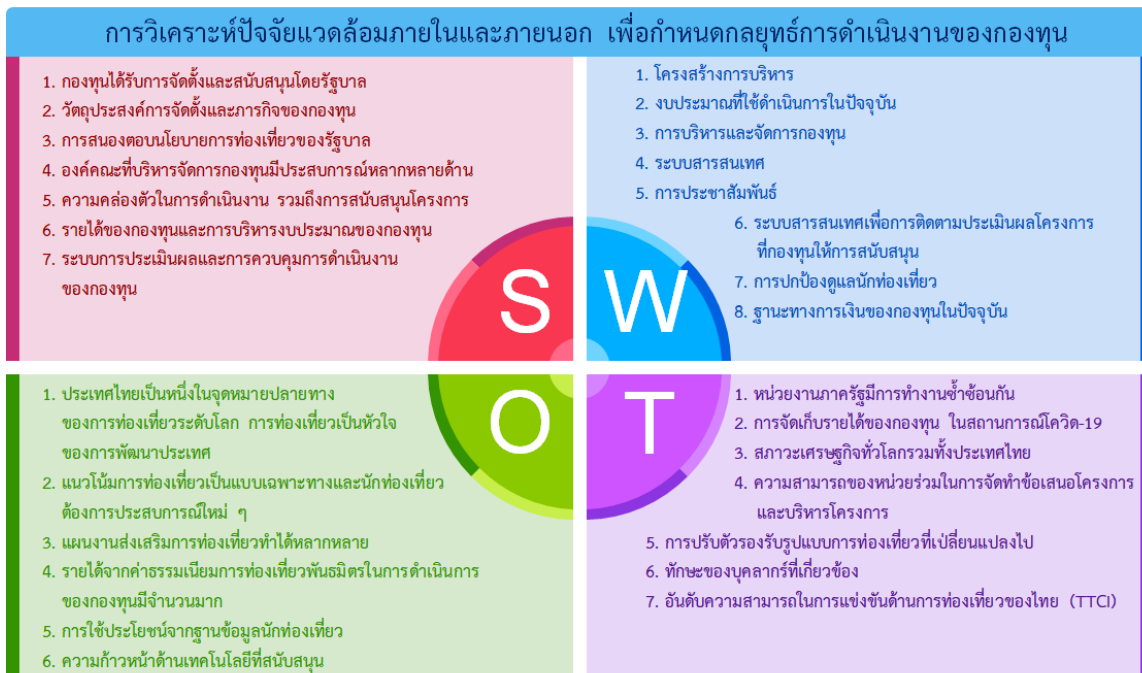 การวิเคราะห์ปัจจัยแวดล้อมภายในและภายนอก เพื่อกำหนดกลยุทธ์การดำเนินงานของกองทุน
1. กองทุนได้รับการจัดตั้งและสนับสนุนโดยรัฐบาล
2. วัตถุประสงค์การจัดตั้งและภารกิจของกองทุน
3. การสนองตอบนโยบายการท่องเที่ยวของรัฐบาล
4. องค์คณะที่บริหารจัดการกองทุนมีประสบการณ์หลากหลายด้าน
5. ความคล่องตัวในการดำเนินงาน รวมถึงการสนับสนุนโครงการ
6. รายได้ของกองทุนและการบริหารงบประมาณของกองทุน
7. ระบบการประเมินผลและการควบคุมการดำเนินงาน
ของกองทุน
S
1. โครงสร้างการบริหาร
2. งบประมาณที่ใช้ดำเนินการในปัจจุบัน
3. การบริหารและจัดการกองทุน
4. ระบบสารสนเทศ
5. การประชาสัมพันธ์
6. ระบบสารสนเทศเพื่อการติดตามประเมินผลโครงการ
ที่กองทุนให้การสนับสนุน
7. การปกป้องดูแลนักท่องเที่ยว
8. ฐานะทางการเงินของกองทุนในปัจจุบัน
W
1. ประเทศไทยเป็นหนึ่งในจุดหมายปลายทาง
ของการท่องเที่ยวระดับโลก การท่องเที่ยวเป็นหัวใจ
ของการพัฒนาประเทศ
2. แนวโน้มการท่องเที่ยวเป็นแบบเฉพาะทางและนักท่องเที่ยว
ต้องการประสบการณ์ใหม่ ๆ
3. แผนงานส่งเสริมการท่องเที่ยวทำได้หลากหลาย
4. รายได้จากค่าธรรมเนียมการท่องเที่ยวพันธมิตรในการดำเนินการ
ของกองทุนมีจำนวนมาก
5. การใช้ประโยชน์จากฐานข้อมูลนักท่องเที่ยว
6. ความก้าวหน้าด้านเทคโนโลยีที่สนับสนุน
O
1. หน่วยงานภาครัฐมีการทำงานซ้ำซ้อนกัน
2. การจัดเก็บรายได้ของกองทุน ในสถานการณ์โควิด-19
3. สภาวะเศรษฐกิจทั่วโลกรวมทั้งประเทศไทย
4. ความสามารถของหน่วยร่วมในการจัดทำข้อเสนอโครงการ
และบริหารโครงการ
5. การปรับตัวรองรับรูปแบบการท่องเที่ยวที่เปลี่ยนแปลงไป
6. ทักษะของบุคลากร์ที่เกี่ยวข้อง
7. อันดับความสามารถในการแข่งขันด้านการท่องเที่ยวของไทย (TTCI)
T